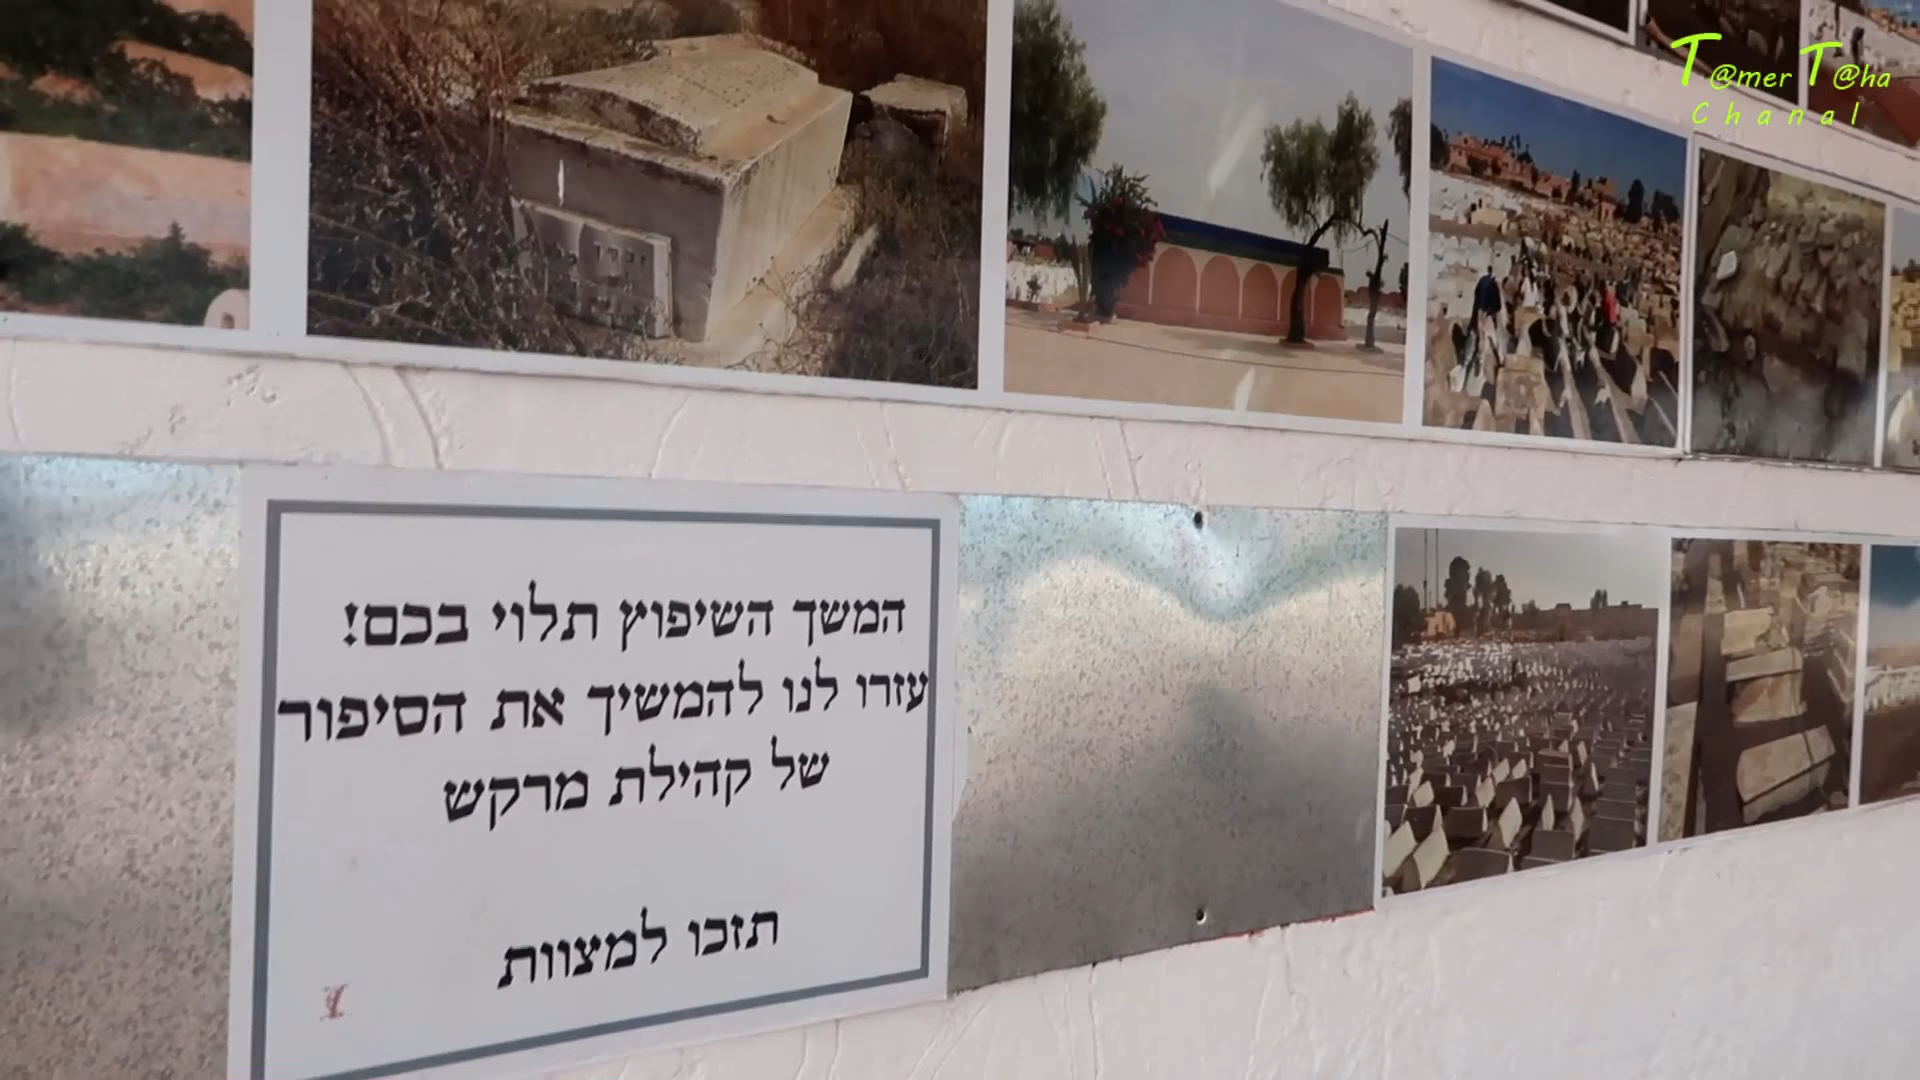 T@mer T@ha
Chanal
המשך השיפוץ תלוי בכם!
עזרו לנו להמשיך את הסיפור
של קהילת מרקש
תזכו למצוות